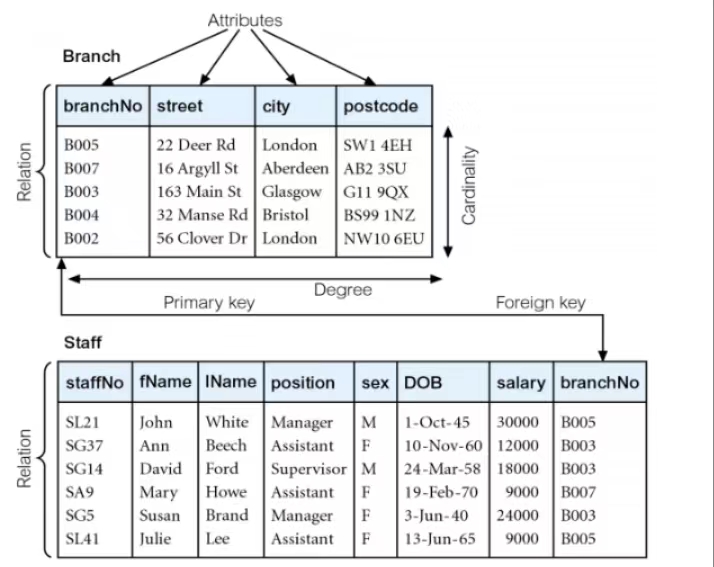 Attributes
Branch
branchNo street city postcode
B005 22 Deer Rd London SW1 4EH
B007 16 Argyll St Aberdeen AB2 3SU
B003 163 Main St Glasgow G11 9QX
B004 32 Manse Rd Bristol BS99 1NZ
B002 56 Clover Dr London NW10 6EU
Relation
Cardinality
Degree
Primary key
Foreign key
Staff
staffNo fName lName position sex DOB salary branchNo
SL21 John White Manager M 1-Oct-45 30000 B005
SG37 Ann Beech Assistant F 10-Nov-60 12000 B003
SG14 David Ford Supervisor M 24-Mar-58 18000 B003
SA9 Mary Howe Assistant F 19-Feb-70 9000 B007
SG5 Susan Brand Manager F 3-Jun-40 24000 B003
SL41 Julie Lee Assistant F 13-Jun-65 9000 B005
Relation